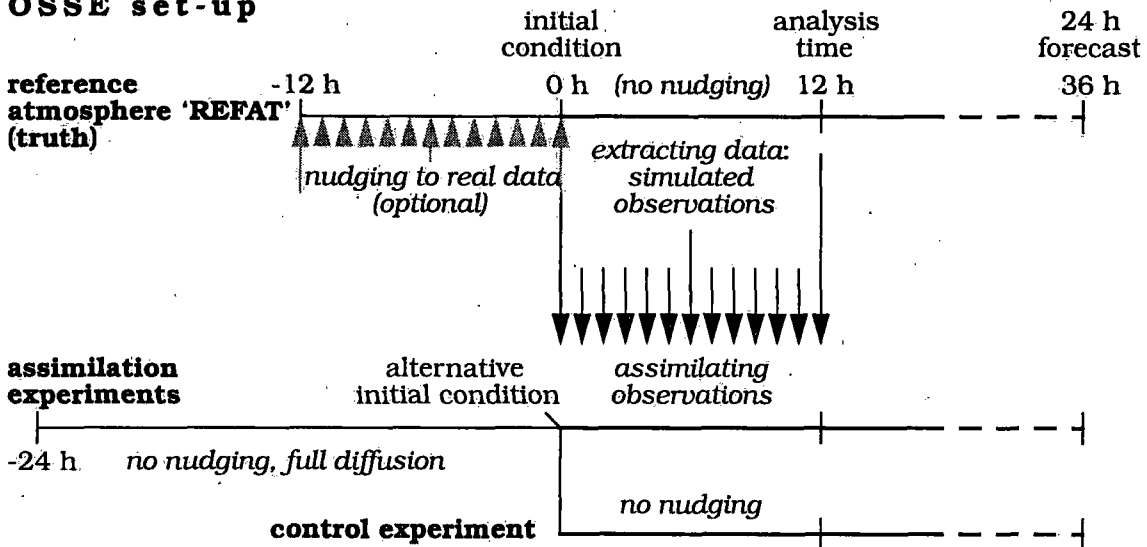 OSSE set-up
initial condition
analysis time
24 h forecast
reference atmosphere 'REFAT' (truth)
-12 h
0 h
(no nudging)
12 h
36 h
nudging to real data (optional)
extracting data: simulated observations
assimilation experiments
alternative initial condition
assimilating observations
-24 h
no nudging, full diffusion
no nudging
control experiment